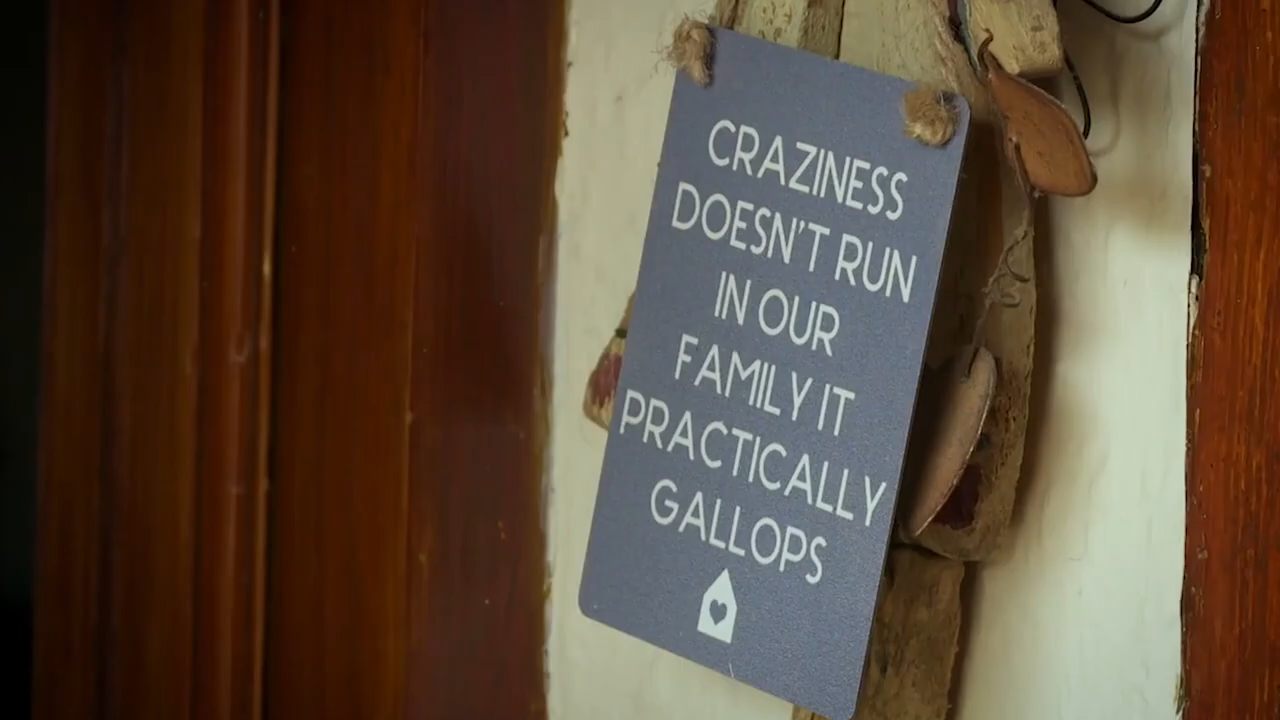 CRAZINESS
DOESN'T RUN
IN OUR
FAMILY IT
PRACTICALLY
GALLOPS